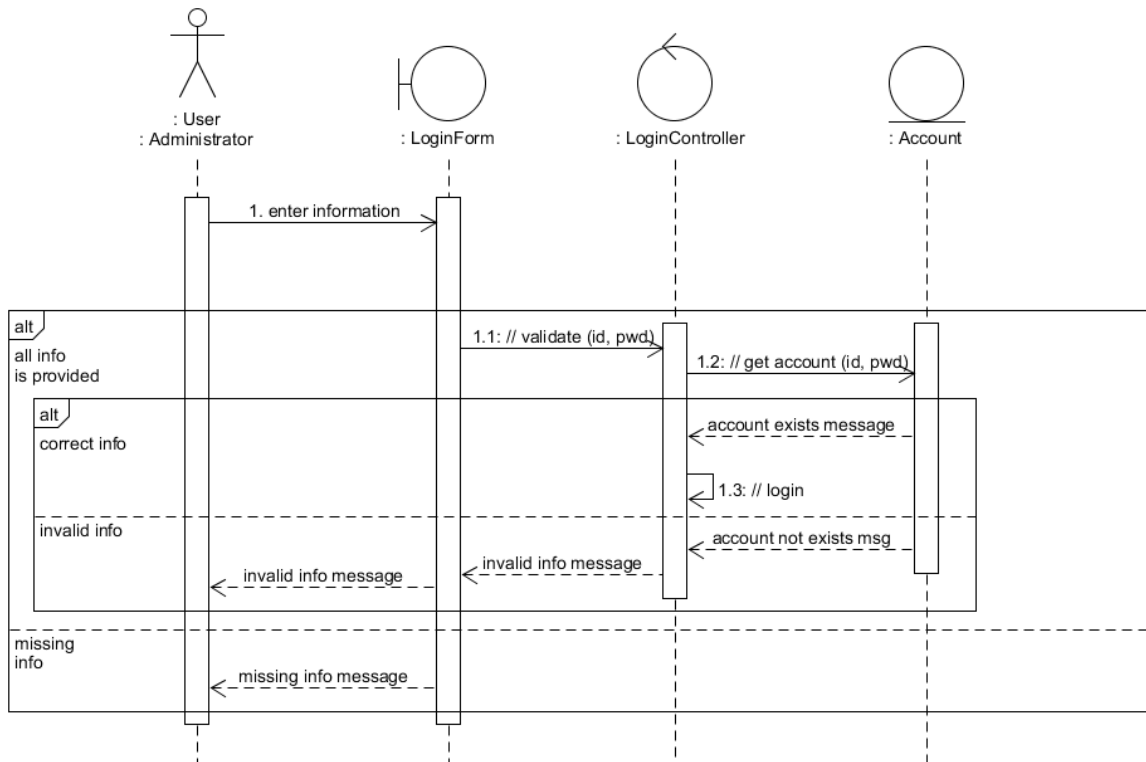 : User
: Administrator
: LoginForm
: LoginController
: Account
1. enter information
alt
all info
is provided
1.1: // validate (id, pwd)
1.2: // get account (id, pwd)
alt
correct info
account exists message
1.3: // login
invalid info
account not exists msg
invalid info message
invalid info message
missing
info
missing info message